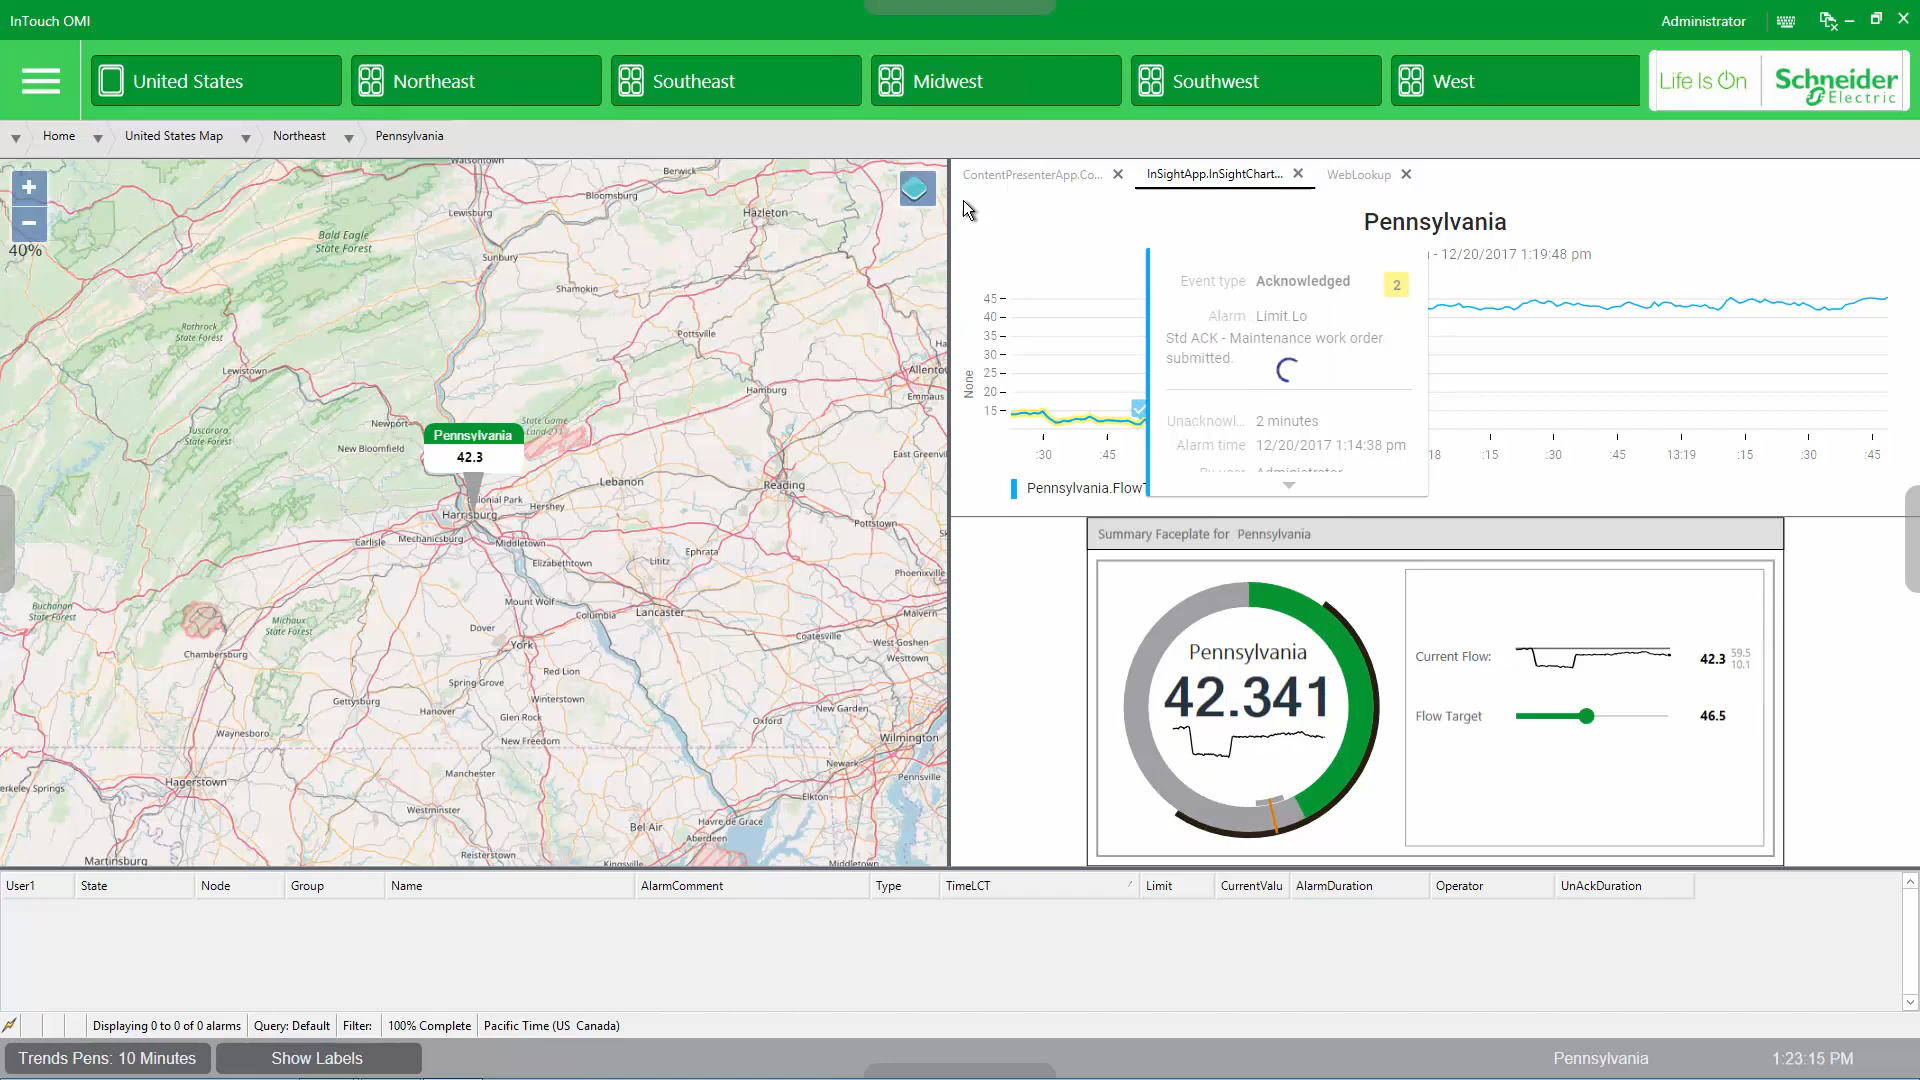 InTouch OMI
Administrator
United States
Northeast
Southeast
Midwest
Southwest
West
Life Is On
Schneider
Electric
Home
United States Map
Northeast
Pennsylvania
ContentPresenterApp.Co...
InSightApp.InSightChart...
WebLookup
40%
Watsontown
Berwick
Bloomsburg
Lewisburg
Hazleton
Bald Eagle
State Forest
Sunbury
Shamokin
Rothrock
State Forest
Pottsville
Lewistown
Hamburg
Emmaus
Newport
State Game
Tuscarora
State Forest
New Bloomfield
Pennsylvania
42.3
Lebanon
Reading
Colonial Park
Hershey
Harrisburg
Pottstown
Carlisle
Mechanicsburg
Middletown
Ephrata
Lititz
Elizabethtown
Phoenixville
Buchanan
State Forest
Mount Wolf
Columbia
Lancaster
Malvern
Michaux
State Forest
Dover
Coatesville
West Goshen
Chambersburg
York
Red Lion
Spring Grove
Winterstown
Gettysburg
Hanover
Glen Rock
Oxford
New Garden
Waynesboro
New Freedom
Wilmington
Newark
Manchester
Hagerstown
Elkton
Westminster
Bel Air
Havre de Grace
Aberdeen
Reisterstown
Martinsburg
Middletown
Pennsylvania
- 12/20/2017 1:19:48 pm
Event type Acknowledged 2
Alarm Limit.Lo
Std ACK - Maintenance work order
submitted.
Unacknowl... 2 minutes
Alarm time 12/20/2017 1:14:38 pm
By user Administrator
None
45
40
35
30
25
20
15
:30 :45 18 :15 :30 :45 13:19 :15 :30 :45
Pennsylvania.Flow
Summary Faceplate for Pennsylvania
Pennsylvania
42.341
Current Flow: 42.3 59.5
10.1
Flow Target 46.5
User1 State Node Group Name AlarmComment Type TimeLCT Limit CurrentValu AlarmDuration Operator UnAckDuration
Displaying 0 to 0 of 0 alarms Query: Default Filter: 100% Complete Pacific Time (US Canada)
Trends Pens: 10 Minutes Show Labels Pennsylvania 1:23:15 PM